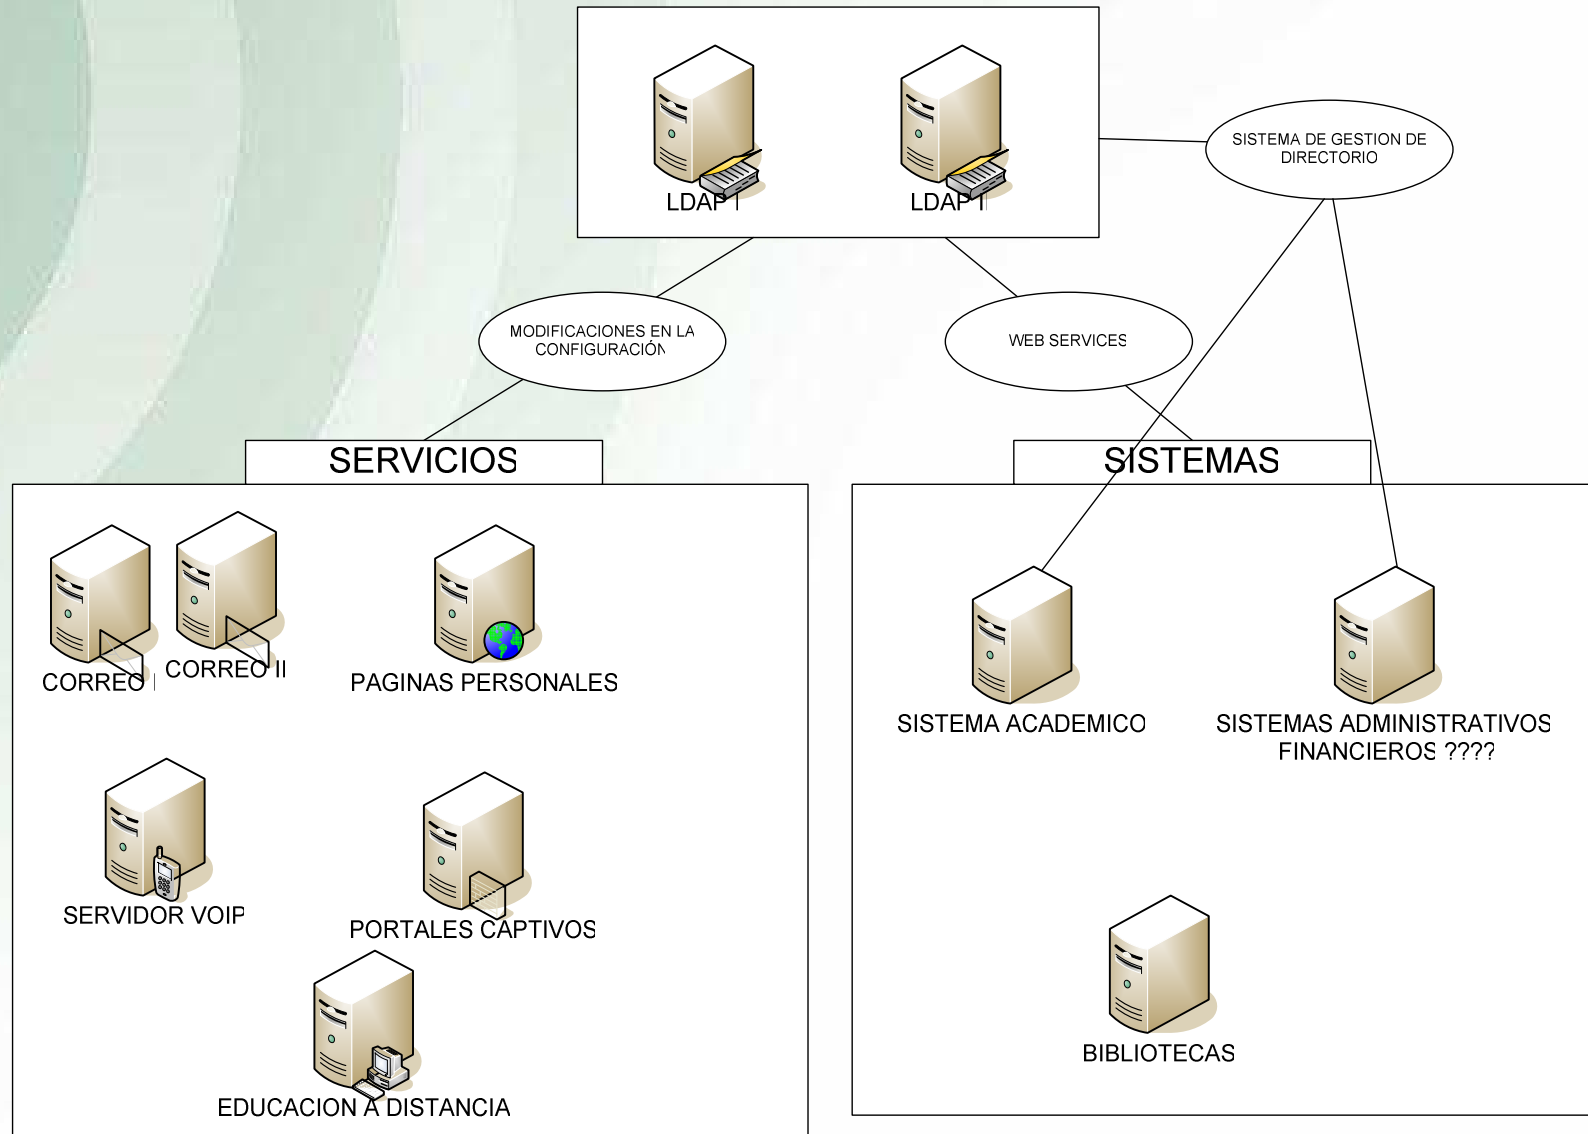 LDAP I
LDAP II
SISTEMA DE GESTION DE
DIRECTORIO
MODIFICACIONES EN LA
CONFIGURACIÓN
WEB SERVICES
SERVICIOS
SISTEMAS
CORREO I
CORREO II
PAGINAS PERSONALES
SISTEMA ACADEMICO
SISTEMAS ADMINISTRATIVOS
FINANCIEROS ????
SERVIDOR VOIP
PORTALES CAPTIVOS
BIBLIOTECAS
EDUCACION A DISTANCIA